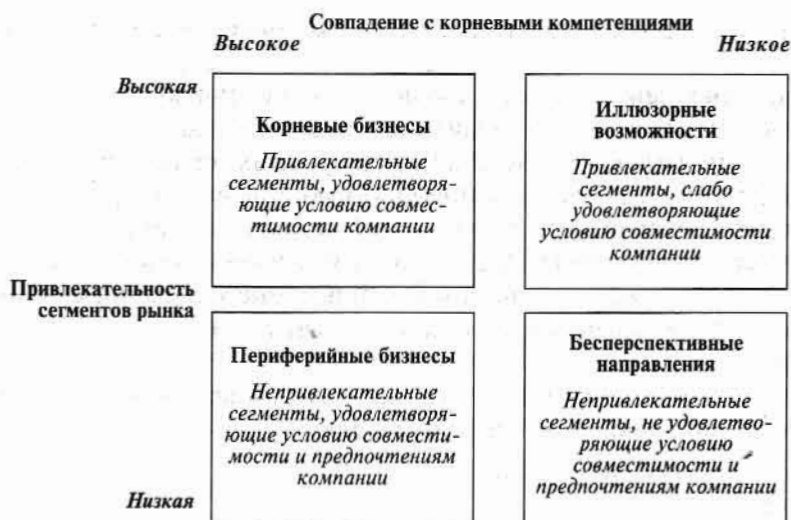 Совпадение с корневыми компетенциями
Высокое
Низкое
Высокая
Корневые бизнесы
Привлекательные
сегменты, удовлетворя-
ющие условию совмес-
тимости компании
Иллюзорные
возможности
Привлекательные
сегменты, слабо
удовлетворяющие
условию совместимости
компании
Привлекательность
сегментов рынка
Периферийные бизнесы
Непривлекательные
сегменты, удовлетворя-
ющие условию совмести-
мости и предпочтениям
компании
Бесперспективные
направления
Непривлекательные
сегменты, не удовлетво-
ряющие условию
совместимости и
предпочтениям компании
Низкая